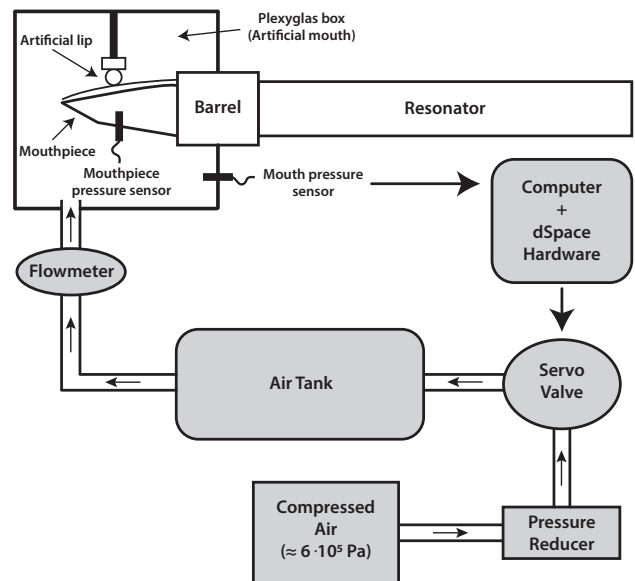 Plexyglas box
(Artificial mouth)
Artificial lip
Barrel
Resonator
Mouthpiece
Mouthpiece
pressure sensor
Mouth pressure
sensor
Computer
+
dSpace
Hardware
Flowmeter
Air Tank
Servo
Valve
Compressed
Air
(≈ 6 ·10⁵ Pa)
Pressure
Reducer